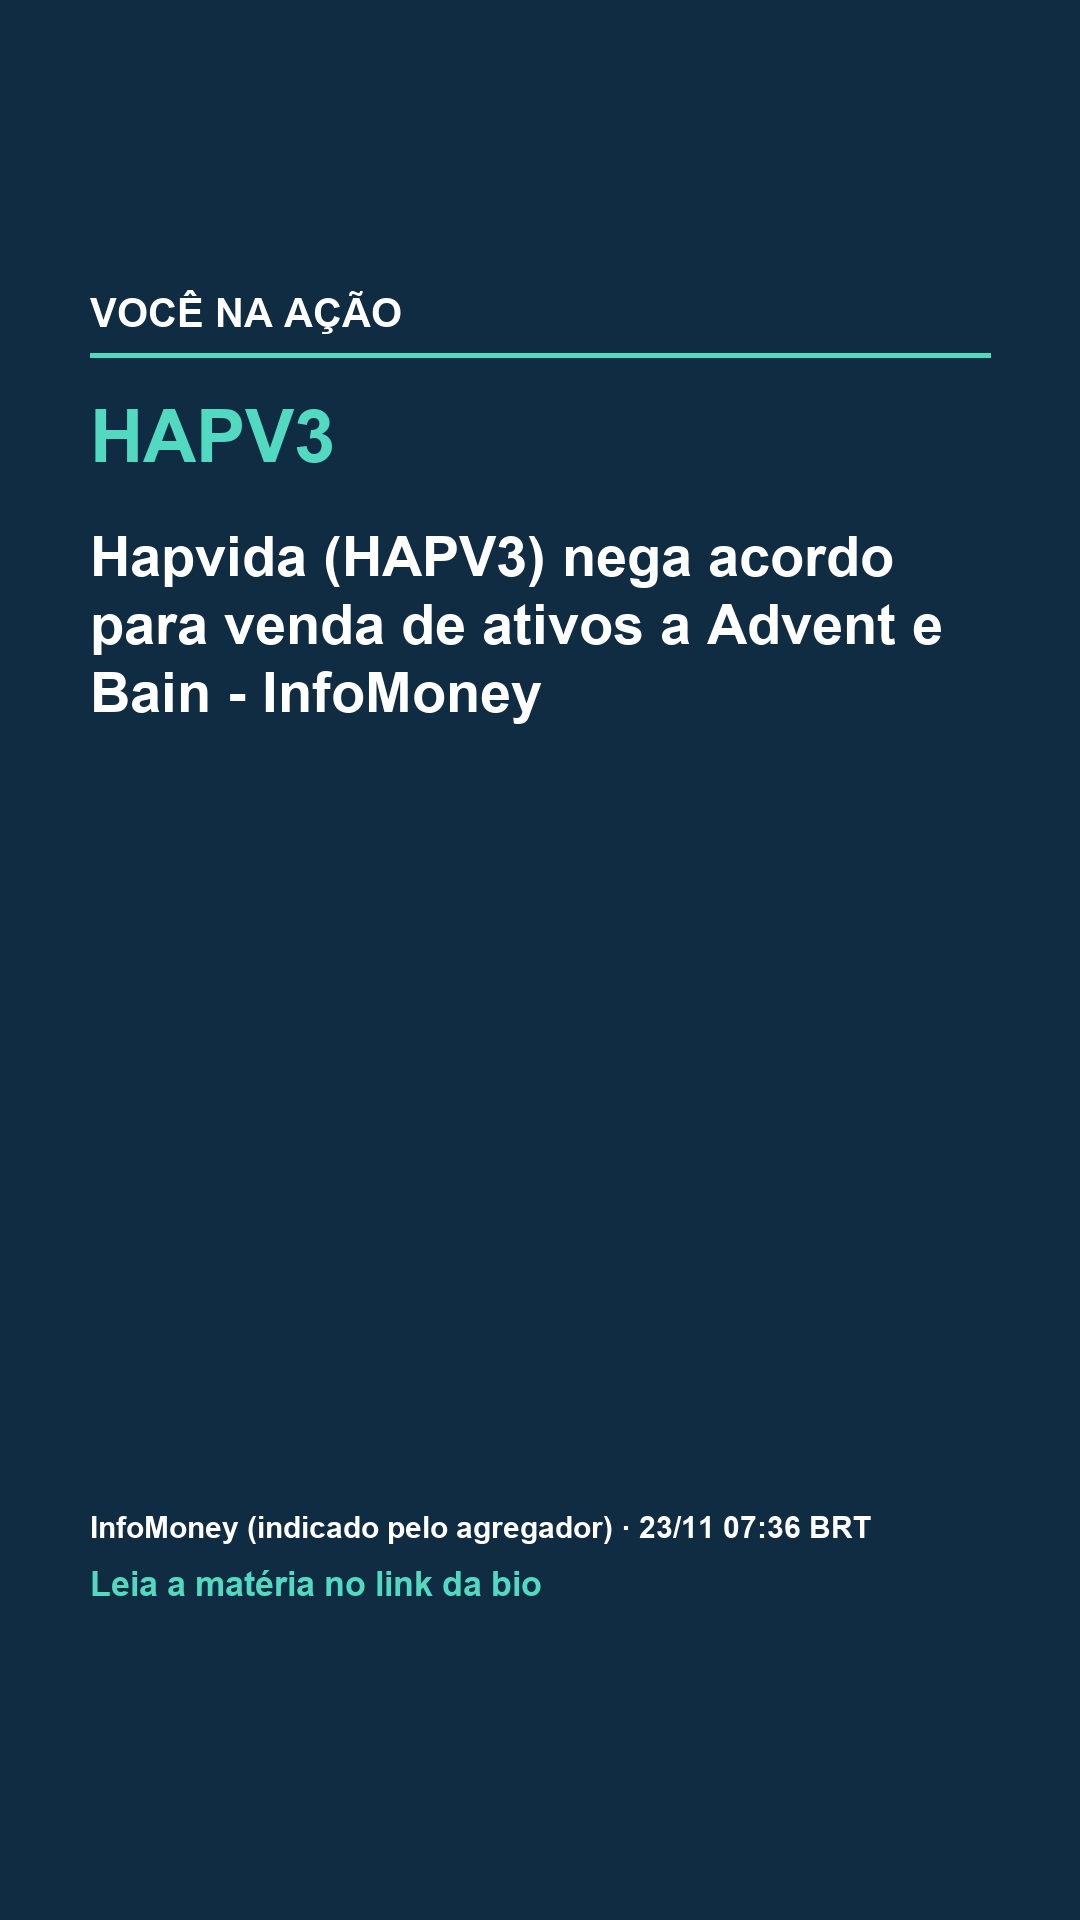 VOCÊ NA AÇÃO
HAPV3
Hapvida (HAPV3) nega acordo
para venda de ativos a Advent e
Bain - InfoMoney
InfoMoney (indicado pelo agregador) · 23/11 07:36 BRT
Leia a matéria no link da bio